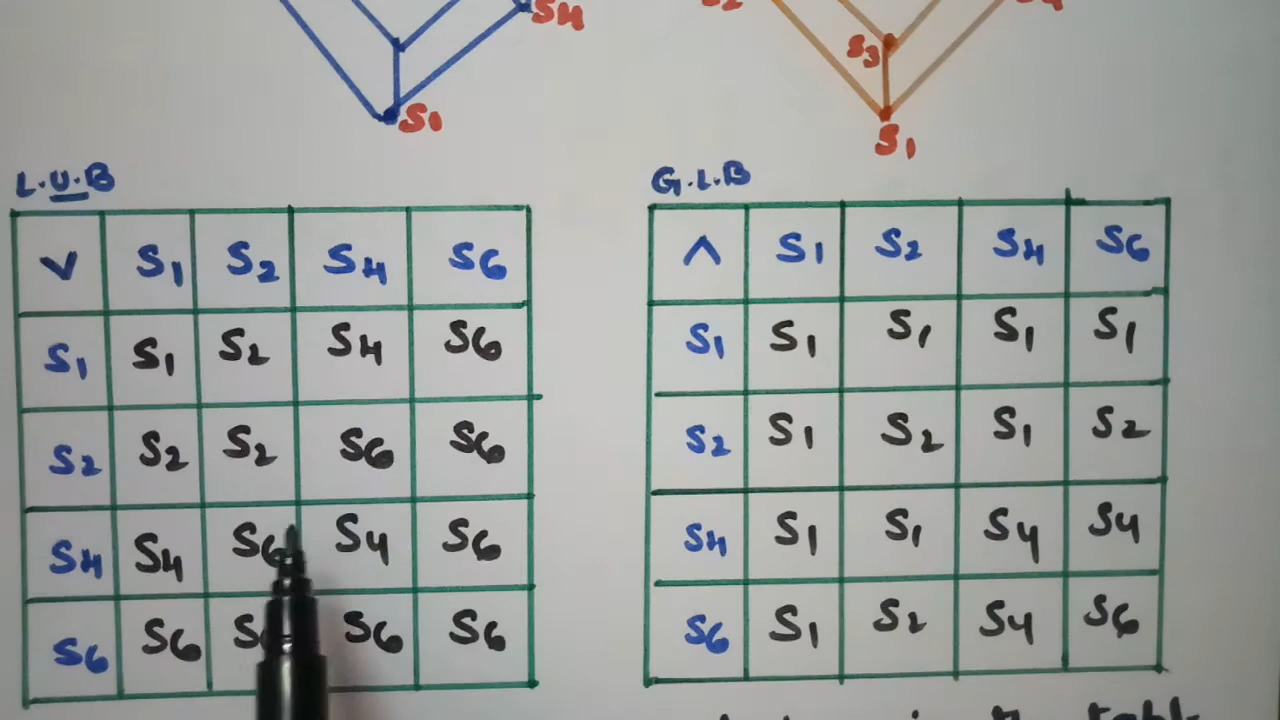 S4
S1
S2
S4
S3
S1
L.U.B
V S1 S2 S4 S6
S1 S1 S2 S4 S6
S2 S2 S2 S6 S6
S4 S4 S6 S4 S6
S6 S6 S6 S6
G.L.B
Λ S1 S2 S4 S6
S1 S1 S1 S1 S1
S2 S1 S2 S1 S2
S4 S1 S1 S4 S4
S6 S1 S2 S4 S6